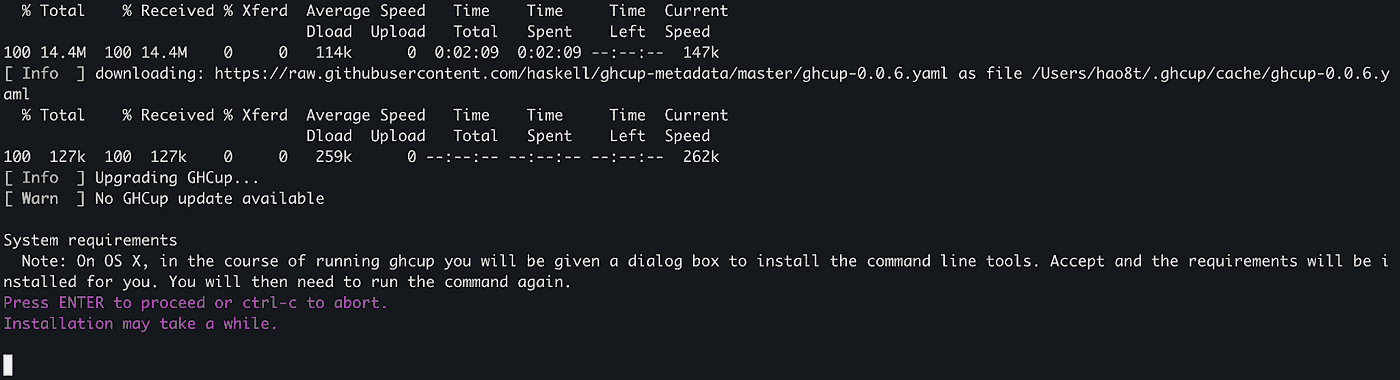 % Total    % Received % Xferd  Average Speed   Time    Time     Time  Current
                                 Dload  Upload   Total   Spent    Left  Speed
100 14.4M  100 14.4M    0     0   114k      0  0:02:09  0:02:09 --:--:--  147k
[ Info  ] downloading: https://raw.githubusercontent.com/haskell/ghcup-metadata/master/ghcup-0.0.6.yaml as file /Users/hao8t/.ghcup/cache/ghcup-0.0.6.y
aml
  % Total    % Received % Xferd  Average Speed   Time    Time     Time  Current
                                 Dload  Upload   Total   Spent    Left  Speed
100  127k  100  127k    0     0   259k      0 --:--:-- --:--:-- --:--:--  262k
[ Info  ] Upgrading GHCup...
[ Warn  ] No GHCup update available

System requirements
  Note: On OS X, in the course of running ghcup you will be given a dialog box to install the command line tools. Accept and the requirements will be i
nstalled for you. You will then need to run the command again.
Press ENTER to proceed or ctrl-c to abort.
Installation may take a while.